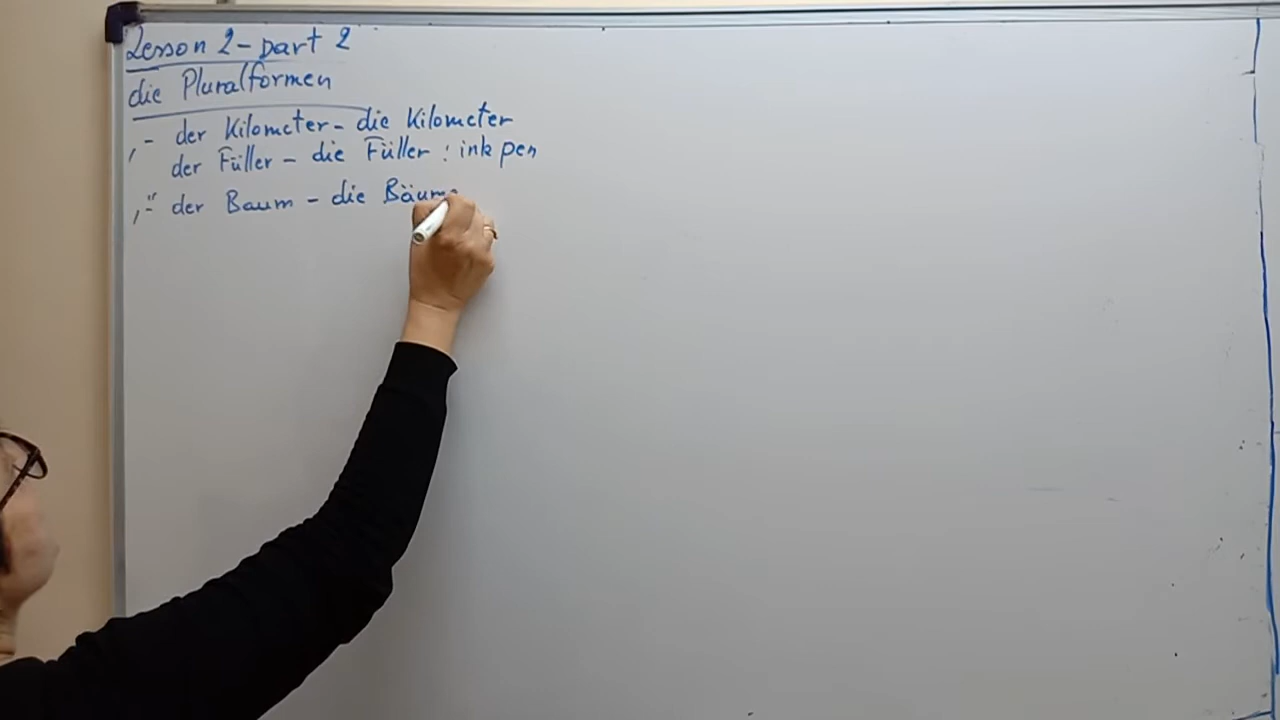 Lesson 2 - part 2
die Pluralformen
,- der Kilometer - die Kilometer
der Füller - die Füller : ink pen
,-̈ der Baum - die Bäume